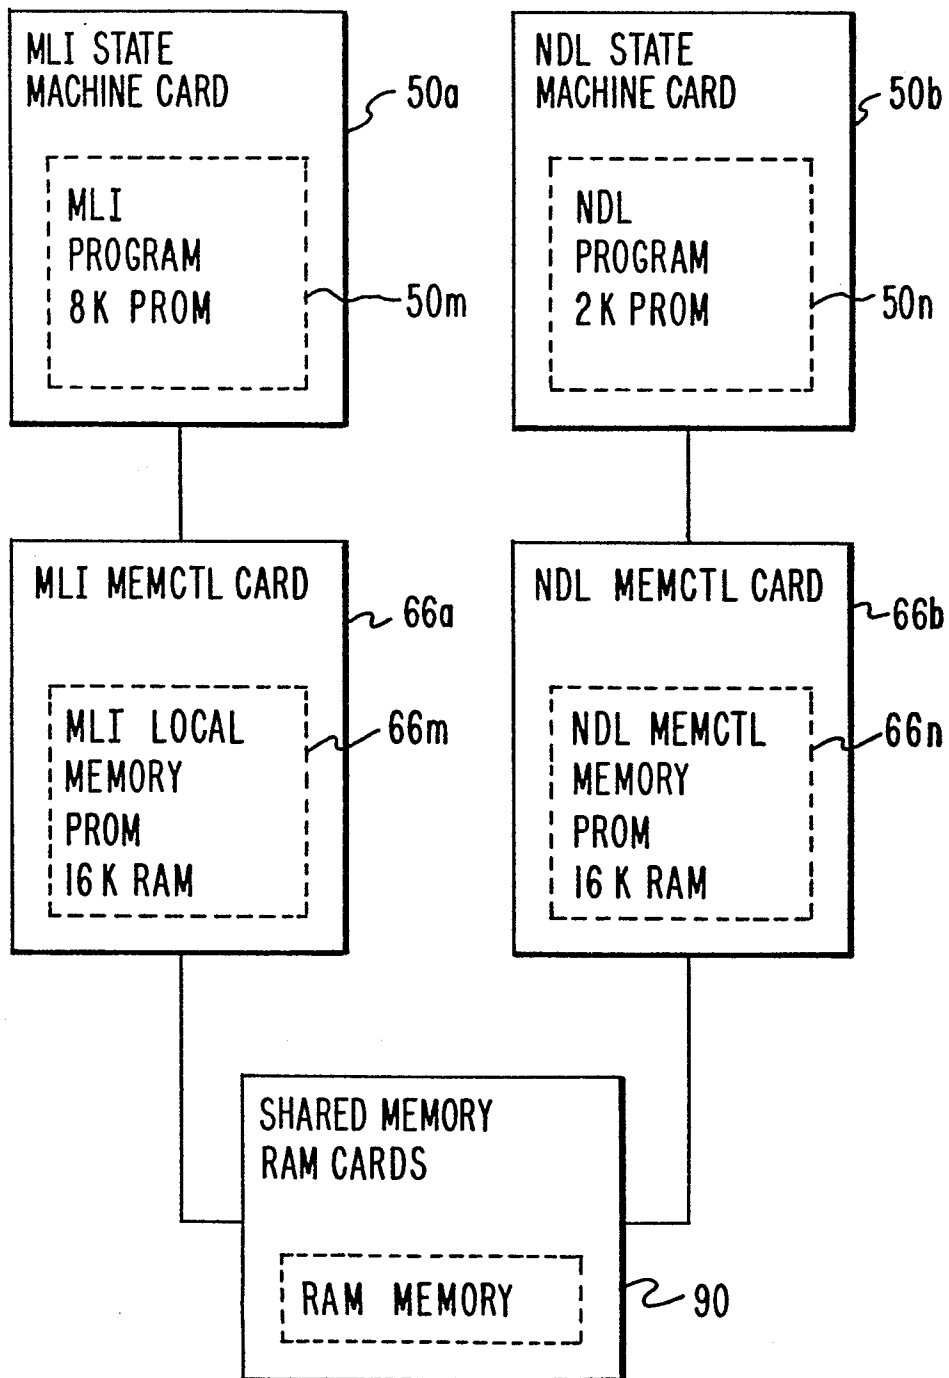 MLI STATE
MACHINE CARD
50a
MLI
PROGRAM
8K PROM
50m
NDL STATE
MACHINE CARD
50b
NDL
PROGRAM
2K PROM
50n
MLI MEMCTL CARD
66a
MLI LOCAL
MEMORY
PROM
16K RAM
66m
NDL MEMCTL CARD
66b
NDL MEMCTL
MEMORY
PROM
16K RAM
66n
SHARED MEMORY
RAM CARDS
RAM MEMORY
90